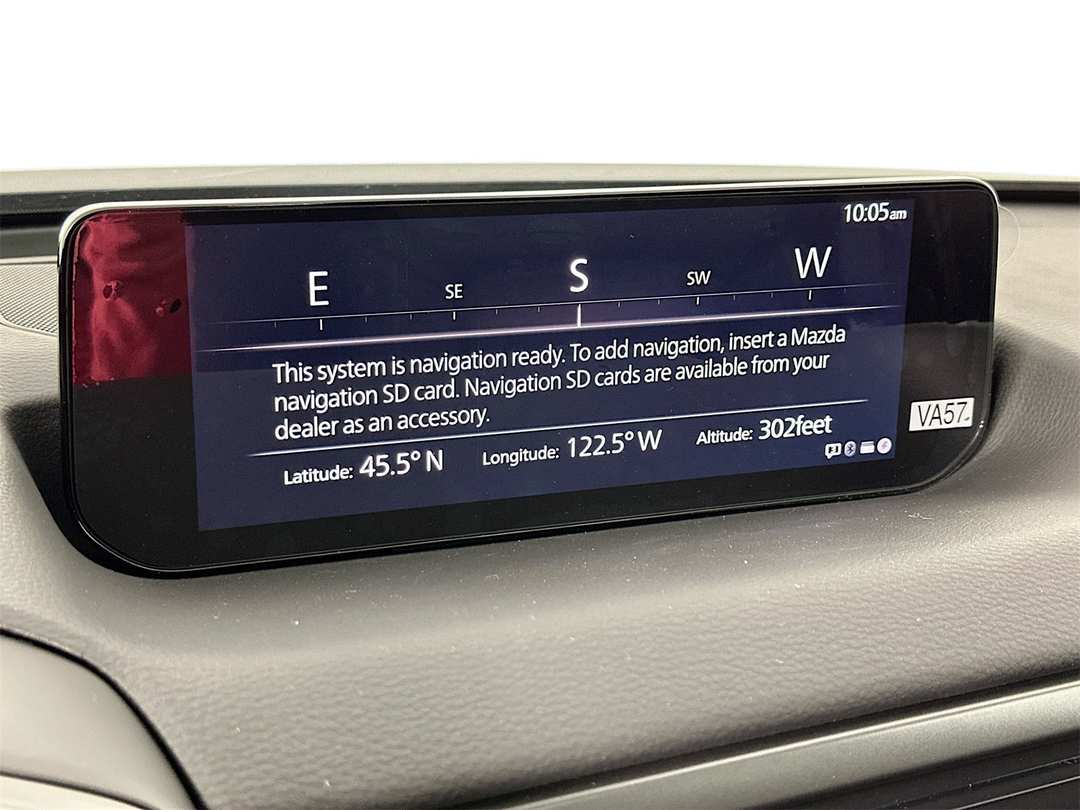 10:05am
E SE S SW W
This system is navigation ready. To add navigation, insert a Mazda
navigation SD card. Navigation SD cards are available from your
dealer as an accessory.
Latitude: 45.5° N Longitude: 122.5° W Altitude: 302feet
VA57